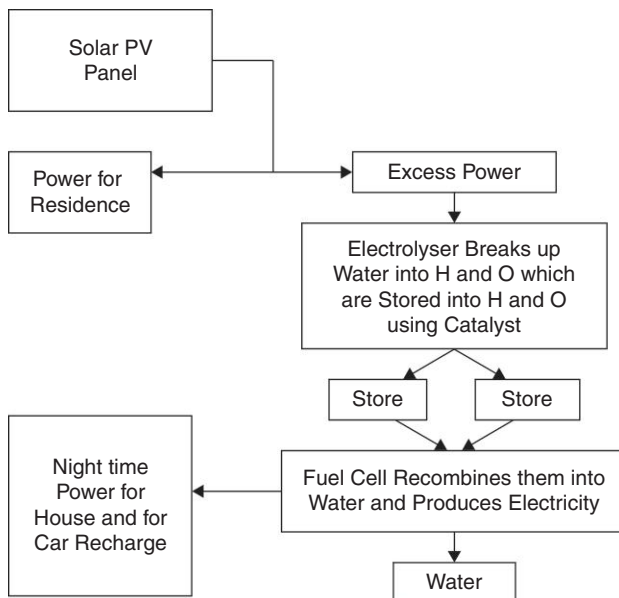 Solar PV
Panel
Power for
Residence
Excess Power
Electrolyser Breaks up
Water into H and O which
are Stored into H and O
using Catalyst
Store
Store
Fuel Cell Recombines them into
Water and Produces Electricity
Night time
Power for
House and for
Car Recharge
Water